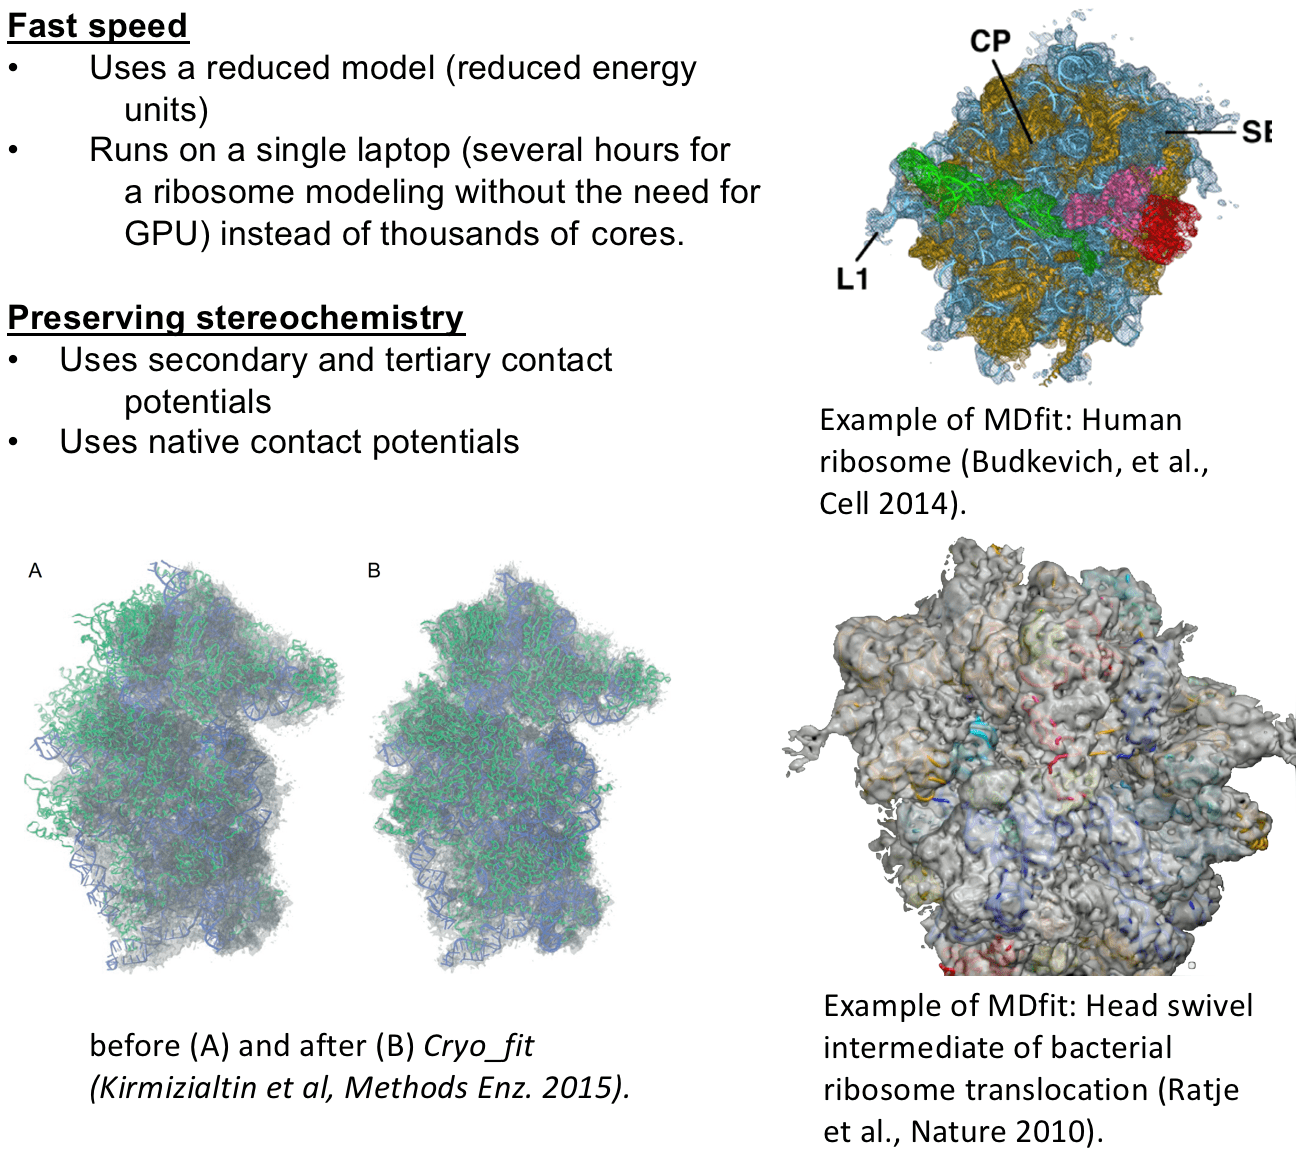 Fast speed
• Uses a reduced model (reduced energy
units)
• Runs on a single laptop (several hours for
a ribosome modeling without the need for
GPU) instead of thousands of cores.
Preserving stereochemistry
• Uses secondary and tertiary contact
potentials
• Uses native contact potentials
CP
L1
Example of MDfit: Human
ribosome (Budkevich, et al.,
Cell 2014).
A
B
before (A) and after (B) Cryo_fit
(Kirmizialtin et al, Methods Enz. 2015).
Example of MDfit: Head swivel
intermediate of bacterial
ribosome translocation (Ratje
et al., Nature 2010).